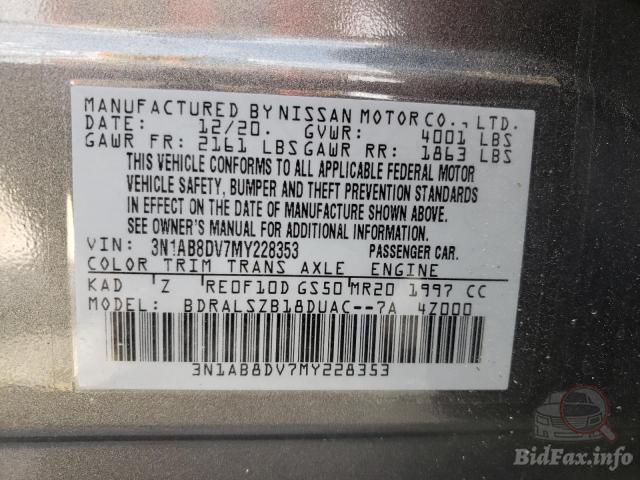 MANUFACTURED BY NISSAN MOTOR CO., LTD.
DATE: 12/20. GVWR: 4001 LBS
GAWR FR: 2161 LBS GAWR RR: 1863 LBS
THIS VEHICLE CONFORMS TO ALL APPLICABLE FEDERAL MOTOR
VEHICLE SAFETY, BUMPER AND THEFT PREVENTION STANDARDS
IN EFFECT ON THE DATE OF MANUFACTURE SHOWN ABOVE.
SEE OWNER'S MANUAL FOR ADDITIONAL INFORMATION.
VIN: 3N1AB8DV7MY228353 PASSENGER CAR.
COLOR TRIM TRANS AXLE ENGINE
KAD Z RE0F10D GS50 MR20 1997 CC
MODEL: BDRALSZB18DUAC--7A 4Z000
3N1AB8DV7MY228353
BidFax.info